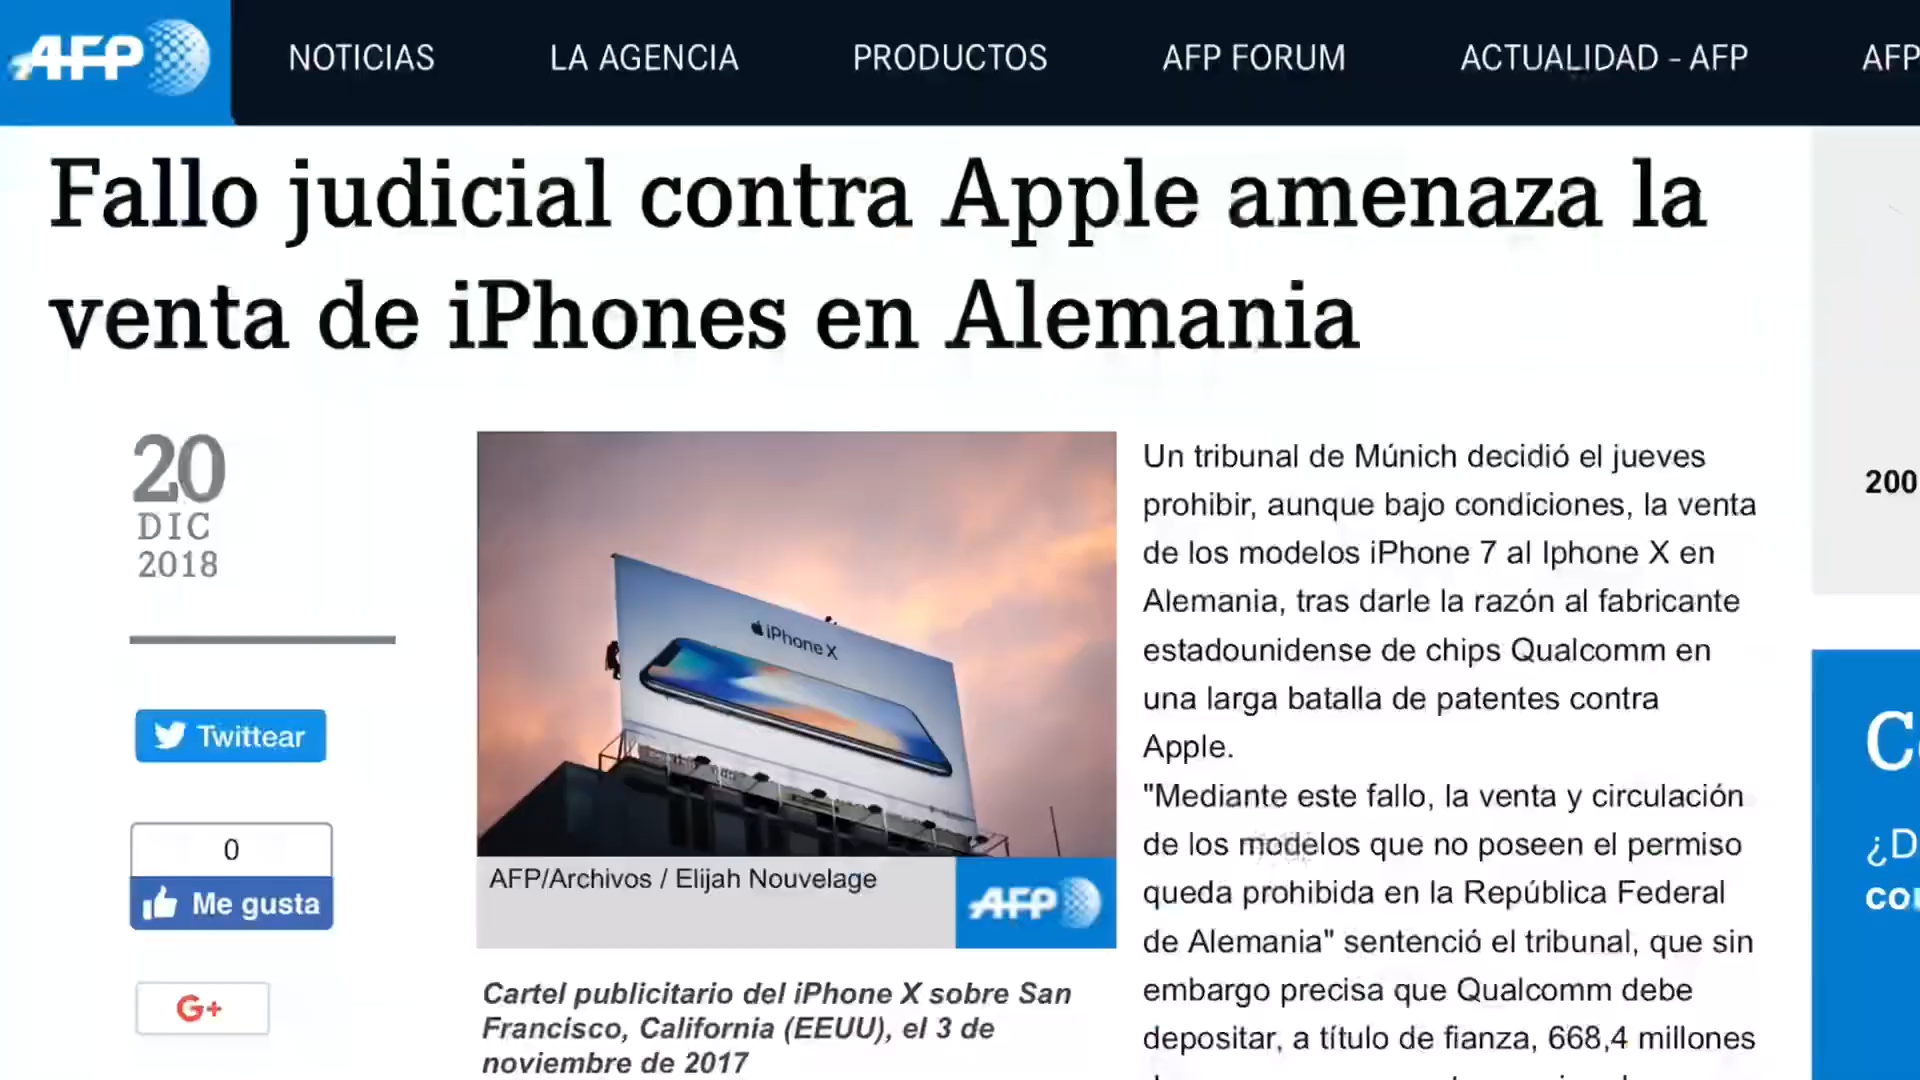 AFP
NOTICIAS
LA AGENCIA
PRODUCTOS
AFP FORUM
ACTUALIDAD - AFP
AFP
Fallo judicial contra Apple amenaza la
venta de iPhones en Alemania
20
DIC
2018
Twittear
0
Me gusta
G+
iPhone X
AFP/Archivos / Elijah Nouvelage
AFP
Cartel publicitario del iPhone X sobre San
Francisco, California (EEUU), el 3 de
noviembre de 2017
Un tribunal de Múnich decidió el jueves
prohibir, aunque bajo condiciones, la venta
de los modelos iPhone 7 al Iphone X en
Alemania, tras darle la razón al fabricante
estadounidense de chips Qualcomm en
una larga batalla de patentes contra
Apple.
"Mediante este fallo, la venta y circulación
de los modelos que no poseen el permiso
queda prohibida en la República Federal
de Alemania" sentenció el tribunal, que sin
embargo precisa que Qualcomm debe
depositar, a título de fianza, 668,4 millones
200